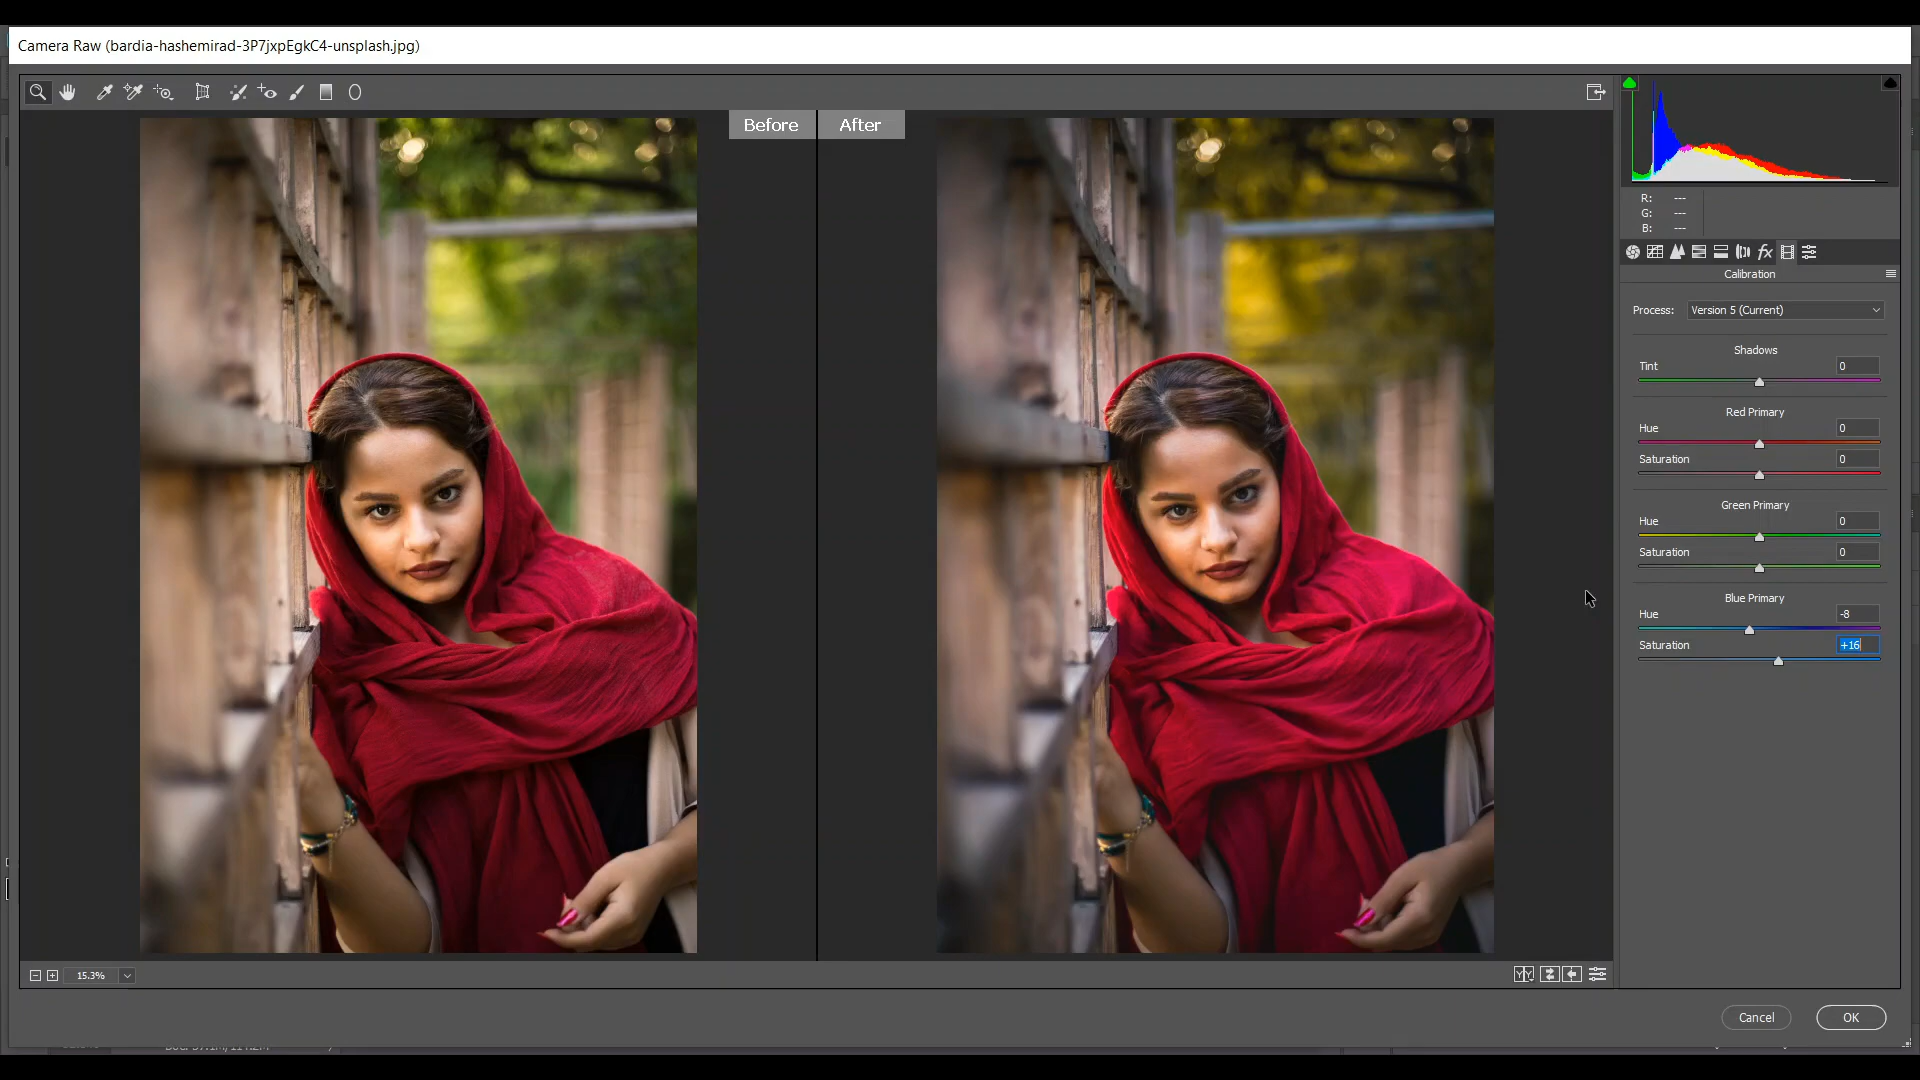 Camera Raw (bardia-hashemirad-3P7jxpEgkC4-unsplash.jpg)
Before
After
R: ---
G: ---
B: ---
fx
Calibration
Process: Version 5 (Current)
Shadows
Tint 0
Red Primary
Hue 0
Saturation 0
Green Primary
Hue 0
Saturation 0
Blue Primary
Hue -8
Saturation +16
15.3%
Y Y
Cancel
OK